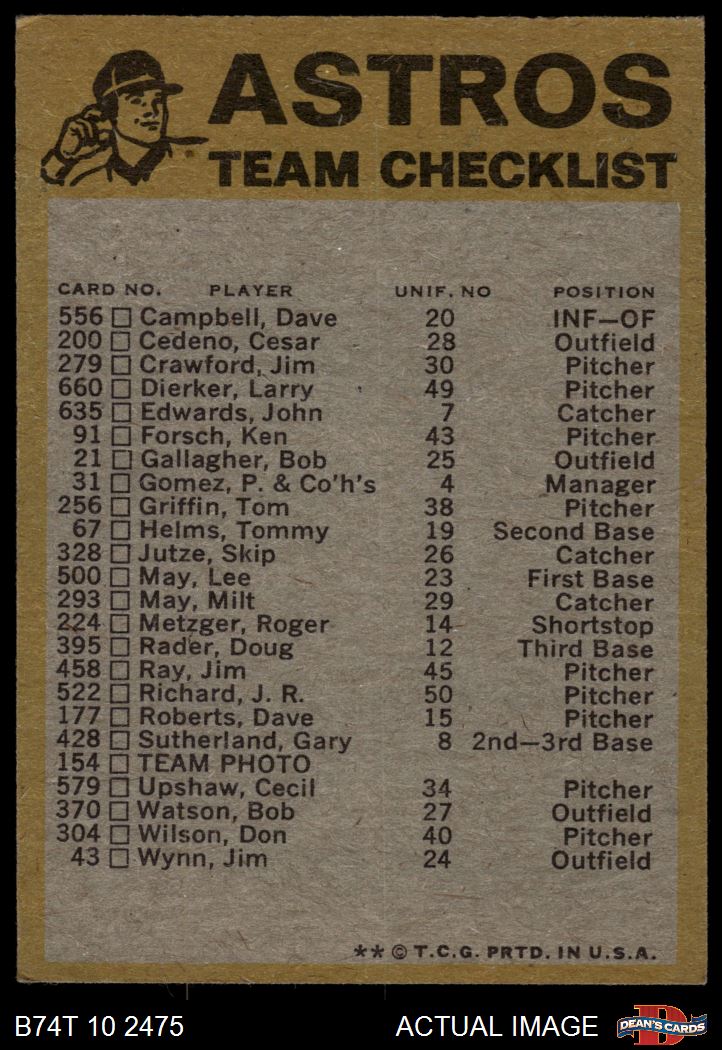 ASTROS
TEAM CHECKLIST
CARD NO. PLAYER UNIF. NO POSITION
556 □ Campbell, Dave 20 INF—OF
200 □ Cedeno, Cesar 28 Outfield
279 □ Crawford, Jim 30 Pitcher
660 □ Dierker, Larry 49 Pitcher
635 □ Edwards, John 7 Catcher
91 □ Forsch, Ken 43 Pitcher
21 □ Gallagher, Bob 25 Outfield
31 □ Gomez, P. & Co'h's 4 Manager
256 □ Griffin, Tom 38 Pitcher
67 □ Helms, Tommy 19 Second Base
328 □ Jutze, Skip 26 Catcher
500 □ May, Lee 23 First Base
293 □ May, Milt 29 Catcher
224 □ Metzger, Roger 14 Shortstop
395 □ Rader, Doug 12 Third Base
458 □ Ray, Jim 45 Pitcher
522 □ Richard, J. R. 50 Pitcher
177 □ Roberts, Dave 15 Pitcher
428 □ Sutherland, Gary 8 2nd—3rd Base
154 □ TEAM PHOTO
579 □ Upshaw, Cecil 34 Pitcher
370 □ Watson, Bob 27 Outfield
304 □ Wilson, Don 40 Pitcher
43 □ Wynn, Jim 24 Outfield
** © T.C.G. PRTD. IN U.S.A.
B74T 10 2475 ACTUAL IMAGE D DEAN'S CARDS